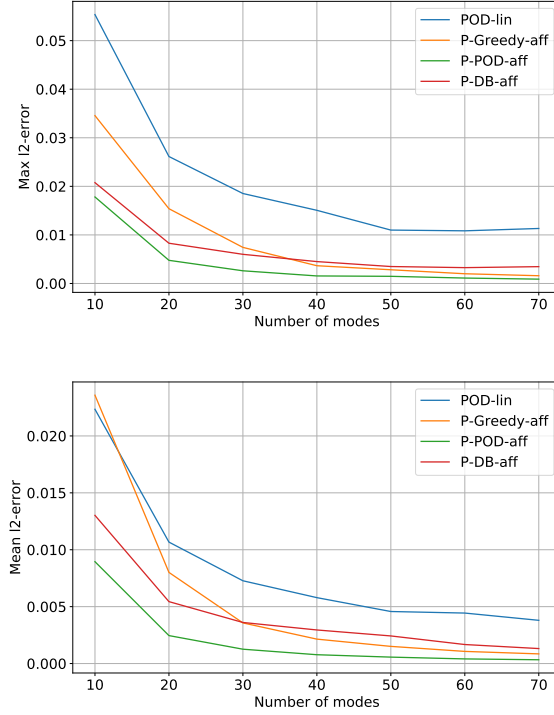 POD-lin
P-Greedy-aff
P-POD-aff
P-DB-aff
0.05
0.04
0.03
0.02
0.01
0.00
Max l2-error
10 20 30 40 50 60 70
Number of modes
POD-lin
P-Greedy-aff
P-POD-aff
P-DB-aff
0.020
0.015
0.010
0.005
0.000
Mean l2-error
10 20 30 40 50 60 70
Number of modes